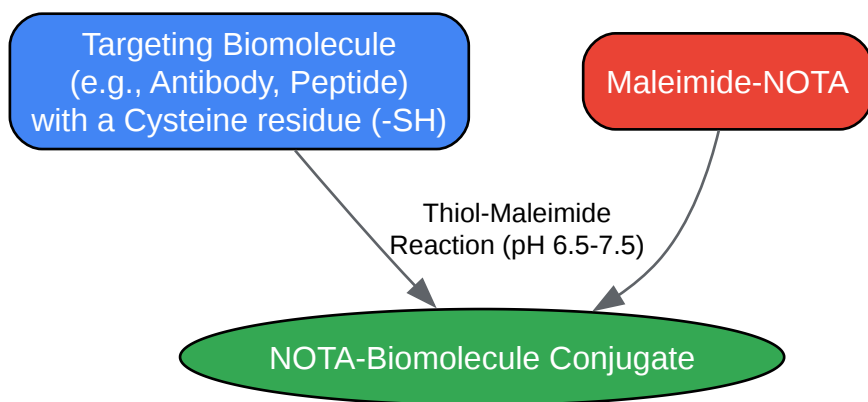 Targeting Biomolecule
(e.g., Antibody, Peptide)
with a Cysteine residue (-SH)
Maleimide-NOTA
Thiol-Maleimide
Reaction (pH 6.5-7.5)
NOTA-Biomolecule Conjugate